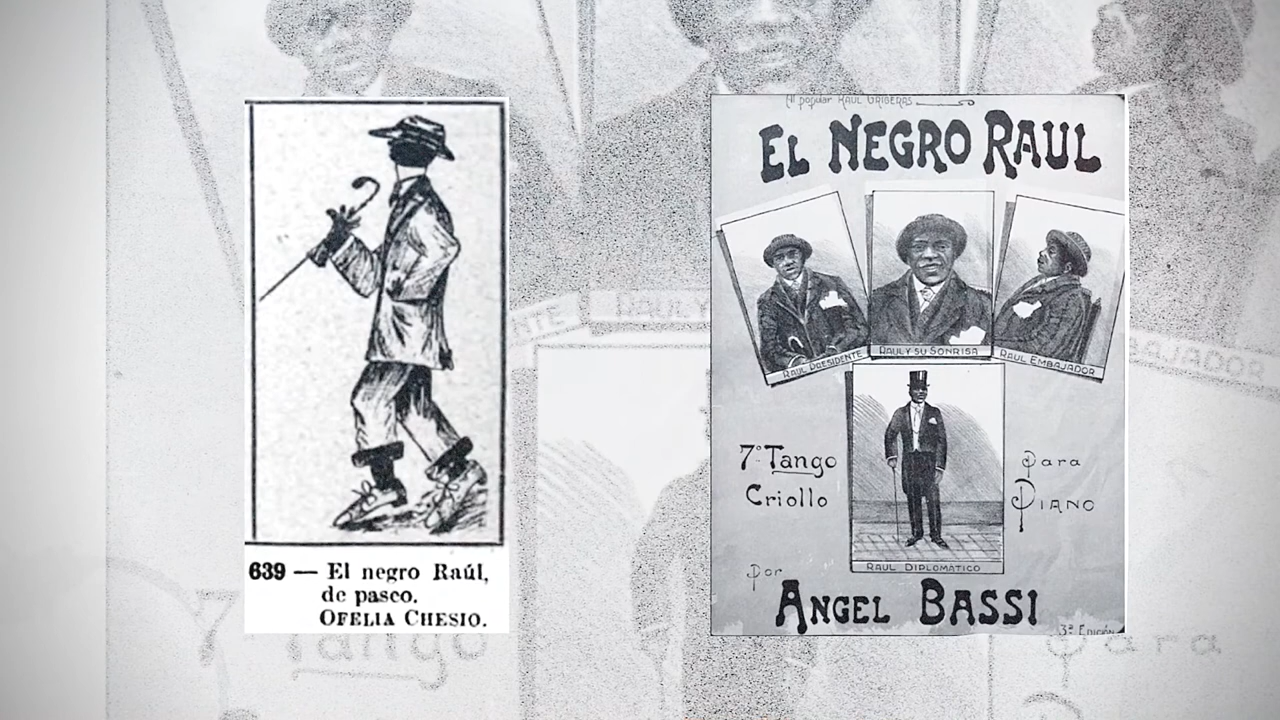 639 — El negro Raúl,
de paseo.
OFELIA CHESIO.
Al popular RAUL GRIGERAS
EL NEGRO RAUL
RAUL PRESIDENTE
RAUL Y SU SONRISA
RAUL EMBAJADOR
7º Tango
Criollo
para
PIANO
RAUL DIPLOMATICO
por
ANGEL BASSI
3ª Edición